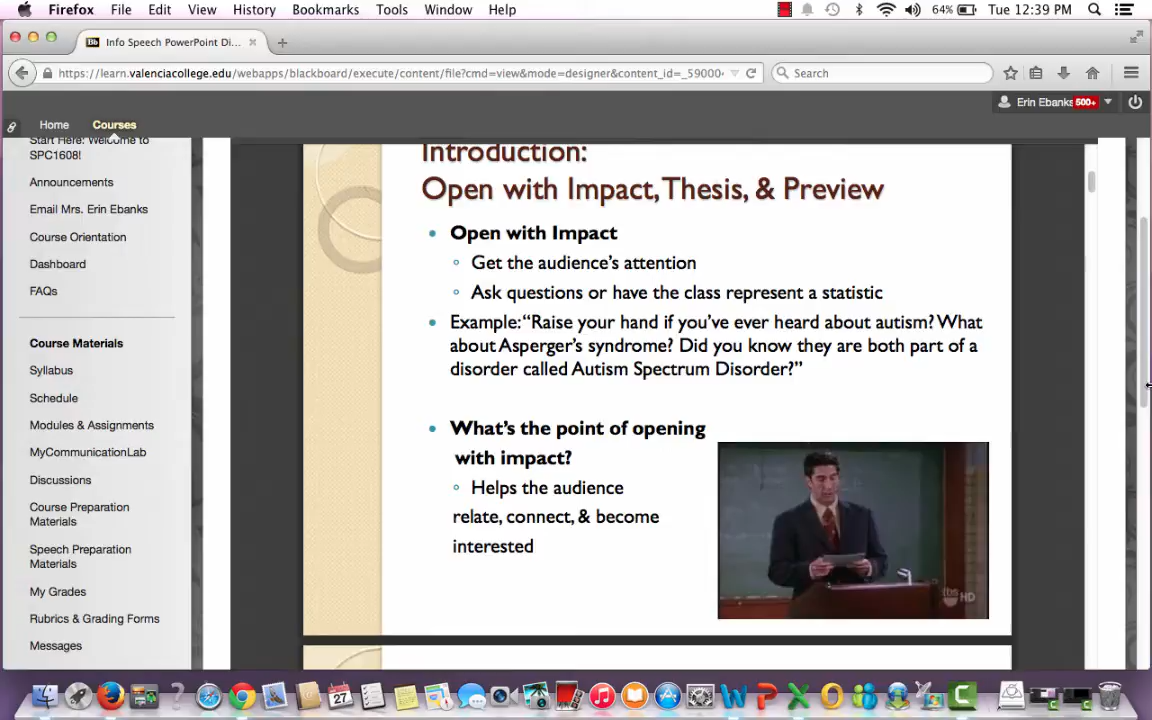 Firefox File Edit View History Bookmarks Tools Window Help 64% Tue 12:39 PM
Bb Info Speech PowerPoint Di...
https://learn.valenciacollege.edu/webapps/blackboard/execute/content/file?cmd=view&mode=designer&content_id=_59000 Search
Erin Ebanks 500+
Home Courses
Start Here: Welcome to
SPC1608!
Announcements
Email Mrs. Erin Ebanks
Course Orientation
Dashboard
FAQs
Course Materials
Syllabus
Schedule
Modules & Assignments
MyCommunicationLab
Discussions
Course Preparation
Materials
Speech Preparation
Materials
My Grades
Rubrics & Grading Forms
Messages
Introduction:
Open with Impact, Thesis, & Preview
Open with Impact
Get the audience's attention
Ask questions or have the class represent a statistic
Example: "Raise your hand if you've ever heard about autism? What
about Asperger's syndrome? Did you know they are both part of a
disorder called Autism Spectrum Disorder?"
What's the point of opening
with impact?
Helps the audience
relate, connect, & become
interested
tbs HD
27